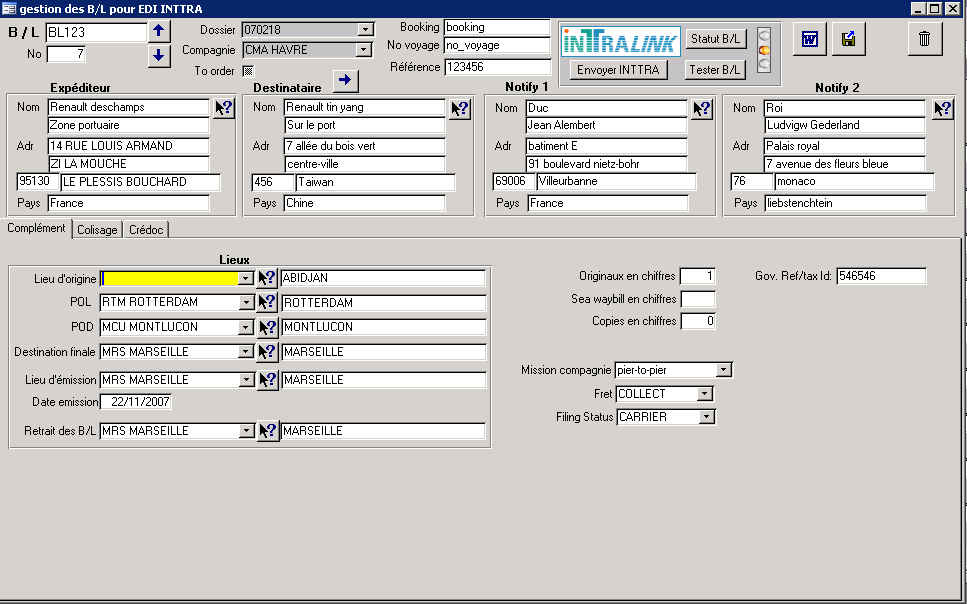 gestion des B/L pour EDI INTTRA
B / L BL123
No 7
Dossier 070218
Compagnie CMA HAVRE
To order
Booking booking
No voyage no_voyage
Référence 123456
INTTRALINK
Statut B/L
Envoyer INTTRA
Tester B/L
Expéditeur
Nom Renault deschamps
Zone portuaire
Adr 14 RUE LOUIS ARMAND
ZI LA MOUCHE
95130 LE PLESSIS BOUCHARD
Pays France
Destinataire
Nom Renault tin yang
Sur le port
Adr 7 allée du bois vert
centre-ville
456 Taiwan
Pays Chine
Notify 1
Nom Duc
Jean Alembert
Adr batiment E
91 boulevard nietz-bohr
69006 Villeurbanne
Pays France
Notify 2
Nom Roi
Ludvigw Gederland
Adr Palais royal
7 avenue des fleurs bleue
76 monaco
Pays liebstenchtein
Complément Colisage Crédoc
Lieux
Lieu d'origine ABIDJAN
POL RTM ROTTERDAM ROTTERDAM
POD MCU MONTLUCON MONTLUCON
Destination finale MRS MARSEILLE MARSEILLE
Lieu d'émission MRS MARSEILLE MARSEILLE
Date emission 22/11/2007
Retrait des B/L MRS MARSEILLE MARSEILLE
Originaux en chiffres 1
Sea waybill en chiffres
Copies en chiffres 0
Gov. Ref/tax Id: 546546
Mission compagnie pier-to-pier
Fret COLLECT
Filing Status CARRIER